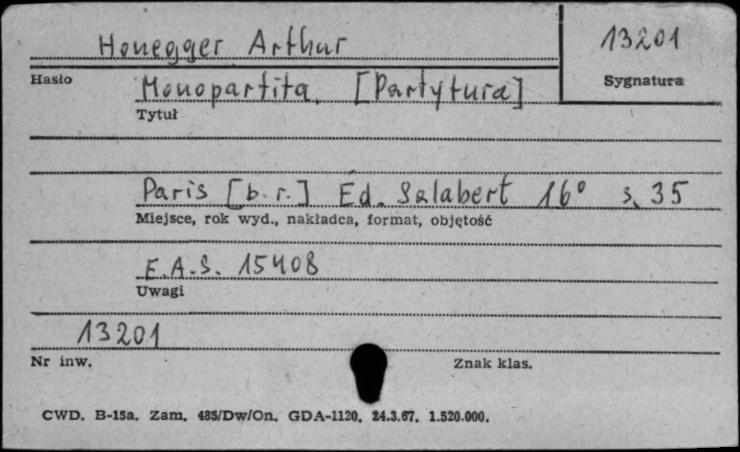 Honegger Arthur
13201
Hasło
Sygnatura
Monopartita. [Partytura]
Tytuł
Paris [b.r.] Éd. Salabert 16° s. 35
Miejsce, rok wyd., nakładca, format, objętość
E.A.S. 15408
Uwagi
13201
Nr inw.
Znak klas.
CWD. B-15a. Zam. 485/Dw/On. GDA-1120. 24.3.67. 1.520.000.